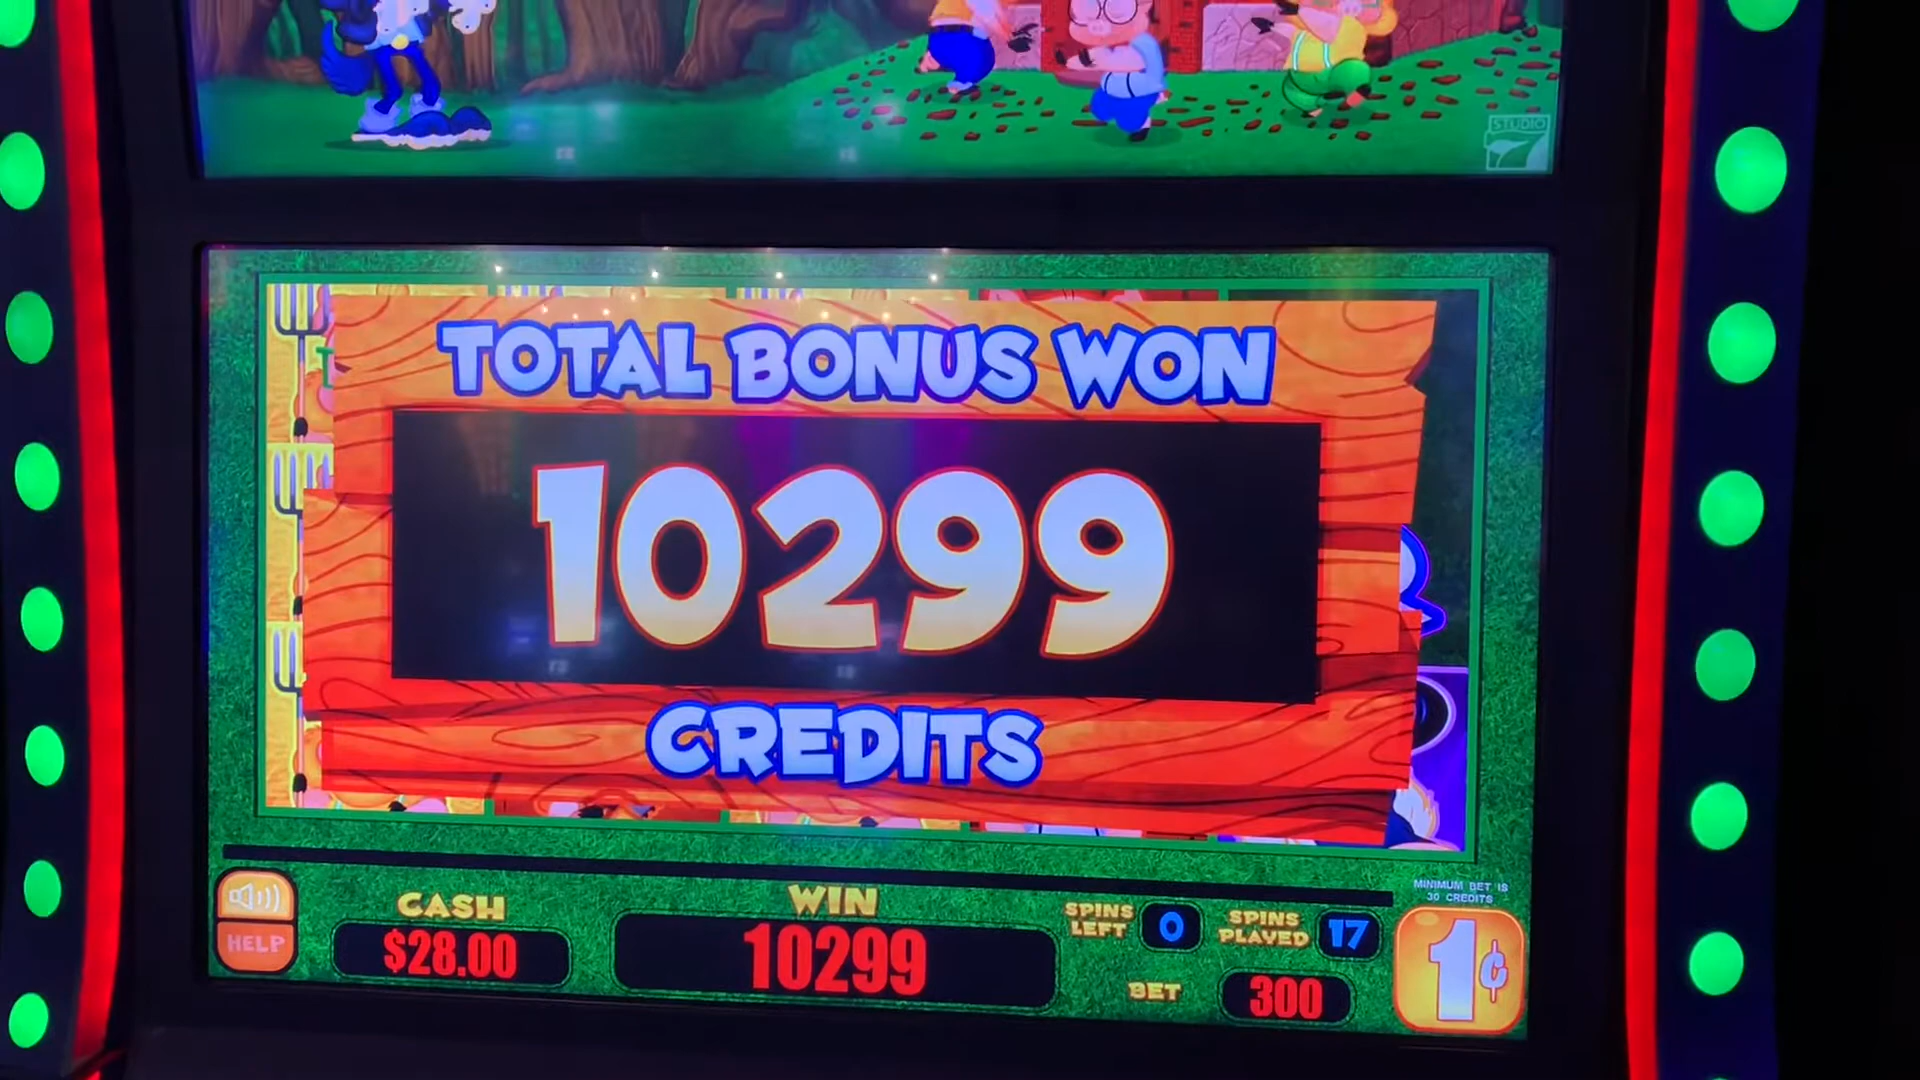 STUDIO
7
TOTAL BONUS WON
10299
CREDITS
MINIMUM BET IS
30 CREDITS
CASH
$28.00
WIN
10299
SPINS
LEFT
0
SPINS
PLAYED
17
HELP
BET
300
1¢